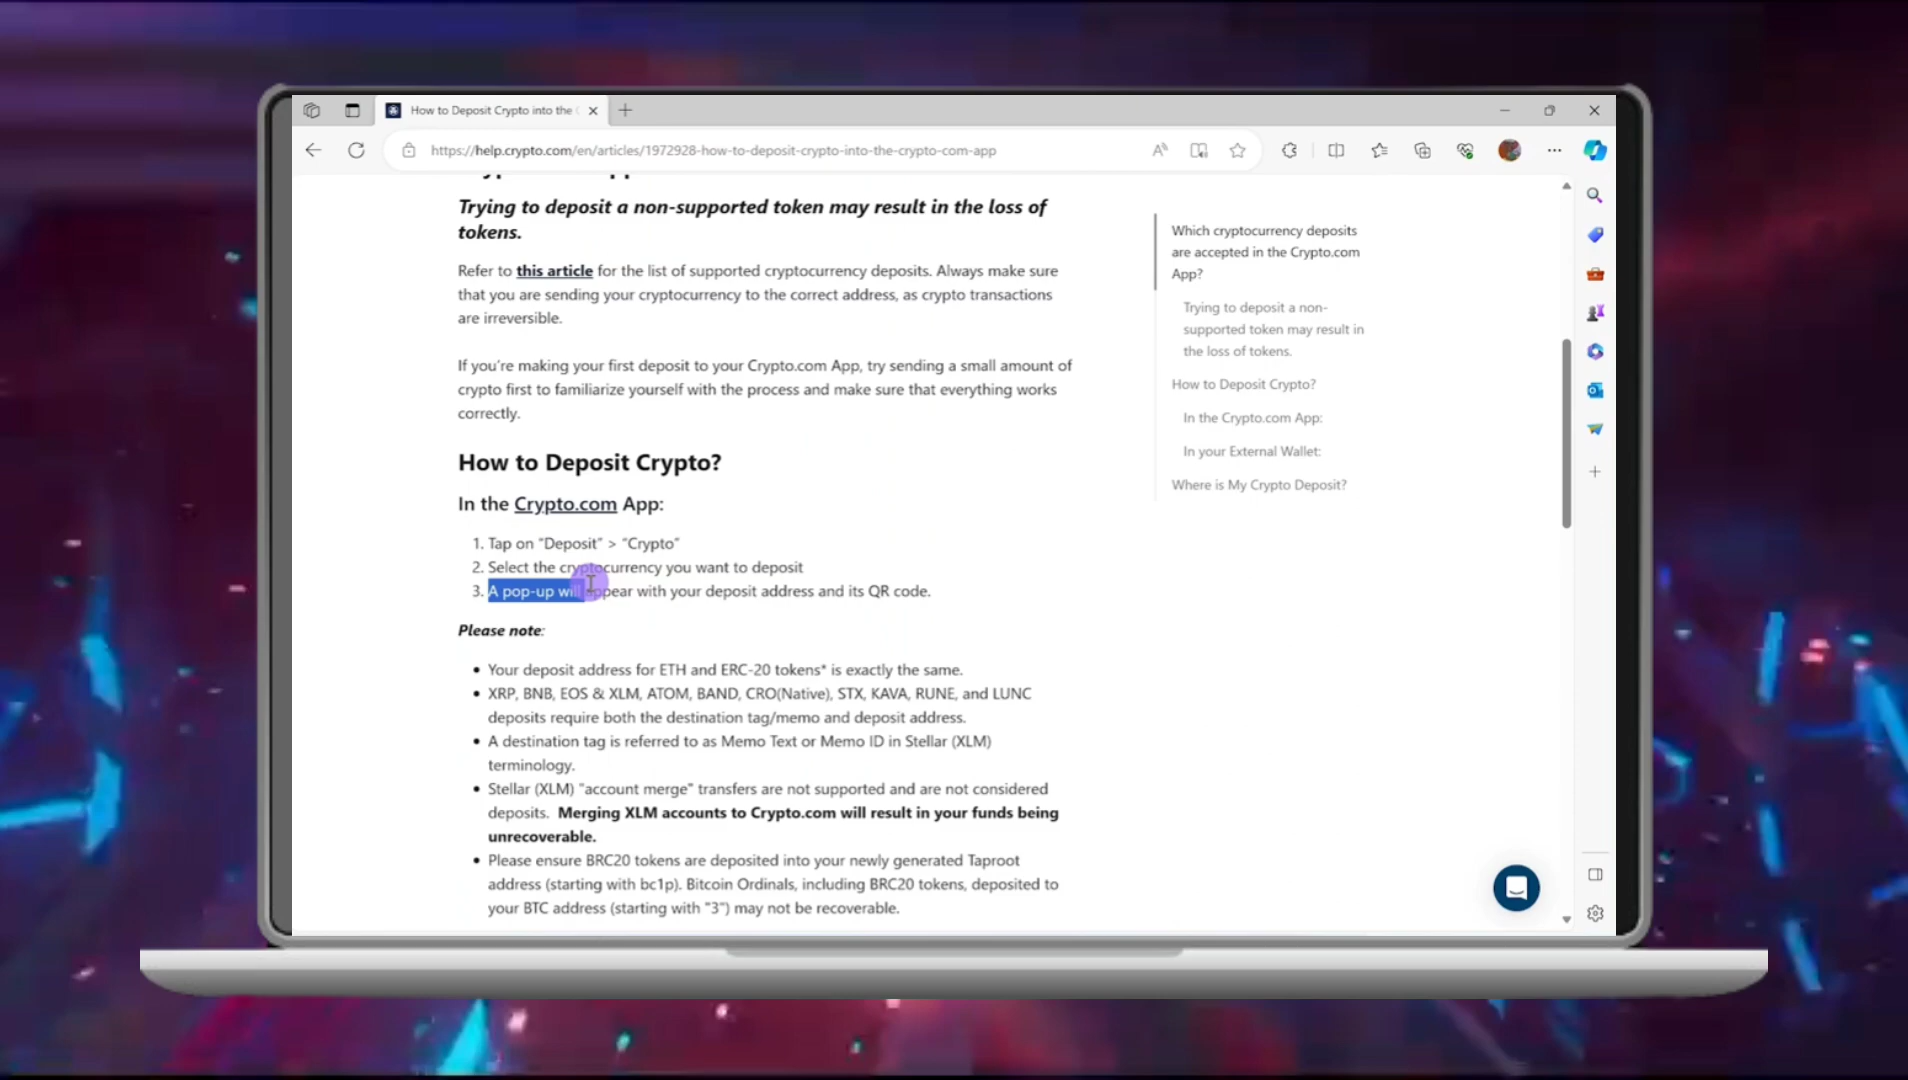 How to Deposit Crypto into the
https://help.crypto.com/en/articles/1972928-how-to-deposit-crypto-into-the-crypto-com-app
Trying to deposit a non-supported token may result in the loss of
tokens.
Refer to this article for the list of supported cryptocurrency deposits. Always make sure
that you are sending your cryptocurrency to the correct address, as crypto transactions
are irreversible.
If you're making your first deposit to your Crypto.com App, try sending a small amount of
crypto first to familiarize yourself with the process and make sure that everything works
correctly.
How to Deposit Crypto?
In the Crypto.com App:
1. Tap on "Deposit" > "Crypto"
2. Select the cryptocurrency you want to deposit
3. A pop-up will appear with your deposit address and its QR code.
Please note:
• Your deposit address for ETH and ERC-20 tokens* is exactly the same.
• XRP, BNB, EOS & XLM, ATOM, BAND, CRO(Native), STX, KAVA, RUNE, and LUNC
deposits require both the destination tag/memo and deposit address.
• A destination tag is referred to as Memo Text or Memo ID in Stellar (XLM)
terminology.
• Stellar (XLM) "account merge" transfers are not supported and are not considered
deposits. Merging XLM accounts to Crypto.com will result in your funds being
unrecoverable.
• Please ensure BRC20 tokens are deposited into your newly generated Taproot
address (starting with bc1p). Bitcoin Ordinals, including BRC20 tokens, deposited to
your BTC address (starting with "3") may not be recoverable.
Which cryptocurrency deposits
are accepted in the Crypto.com
App?
Trying to deposit a non-
supported token may result in
the loss of tokens.
How to Deposit Crypto?
In the Crypto.com App:
In your External Wallet:
Where is My Crypto Deposit?